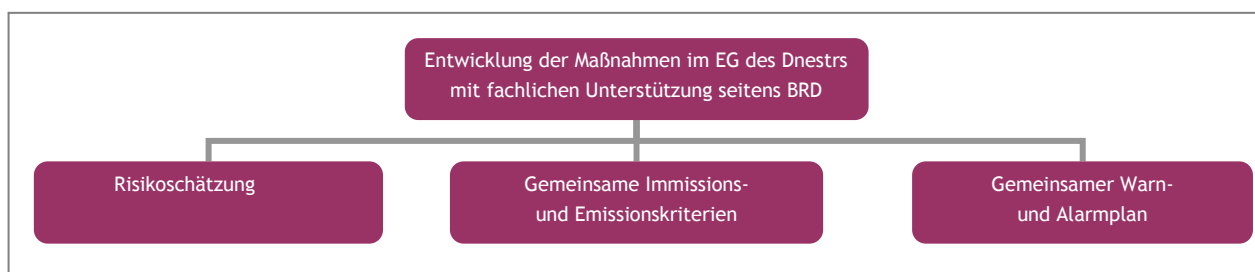 Entwicklung der Maßnahmen im EG des Dnestrs
mit fachlichen Unterstützung seitens BRD
Risikoschätzung
Gemeinsame Immissions-
und Emissionskriterien
Gemeinsamer Warn-
und Alarmplan